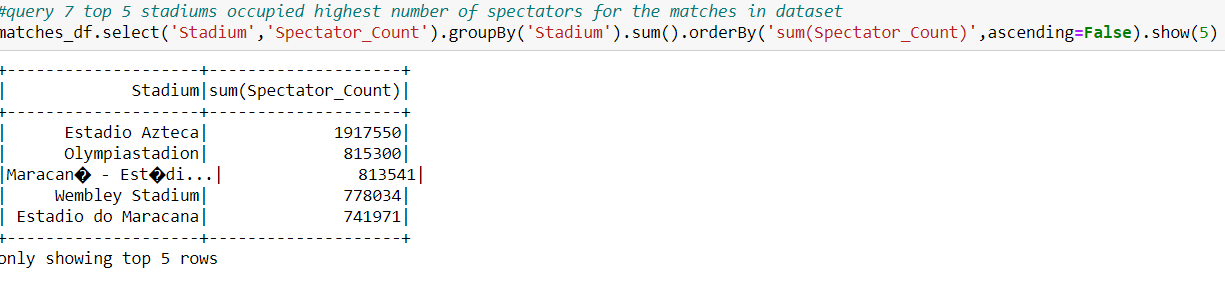 #query 7 top 5 stadiums occupied highest number of spectators for the matches in dataset
matches_df.select('Stadium','Spectator_Count').groupBy('Stadium').sum().orderBy('sum(Spectator_Count)',ascending=False).show(5)
+-------------------+--------------------+
|            Stadium|sum(Spectator_Count)|
+-------------------+--------------------+
|     Estadio Azteca|             1917550|
|     Olympiastadion|              815300|
|Maracan� - Est�di...|              813541|
|    Wembley Stadium|              778034|
| Estadio do Maracana|              741971|
+-------------------+--------------------+
only showing top 5 rows